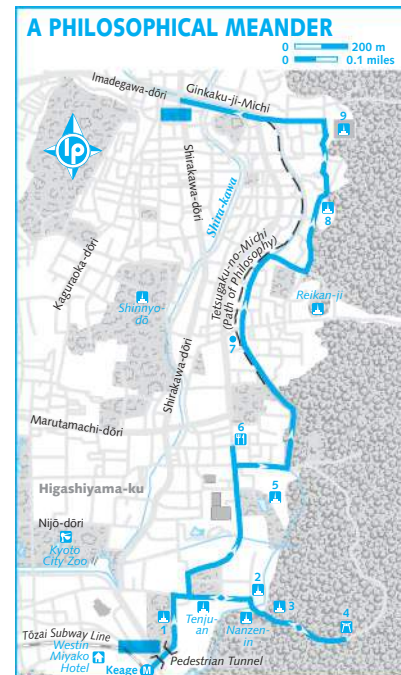 A PHILOSOPHICAL MEANDER
0 200 m
0 0.1 miles
Imadegawa-dōri
Ginkaku-ji-Michi
9
lp
Shirakawa-dōri
Shira-kawa
8
Kaguraoka-dōri
Tetsugaku-no-Michi
(Path of Philosophy)
Reikan-ji
Shinnyo-
dō
7
Shirakawa-dōri
Marutamachi-dōri
6
Higashiyama-ku
5
Nijō-dōri
Kyoto
City Zoo
2
3
4
1
Tenju-
an
Nanzen-
in
Tōzai Subway Line
Westin
Miyako
Hotel
Pedestrian Tunnel
Keage M